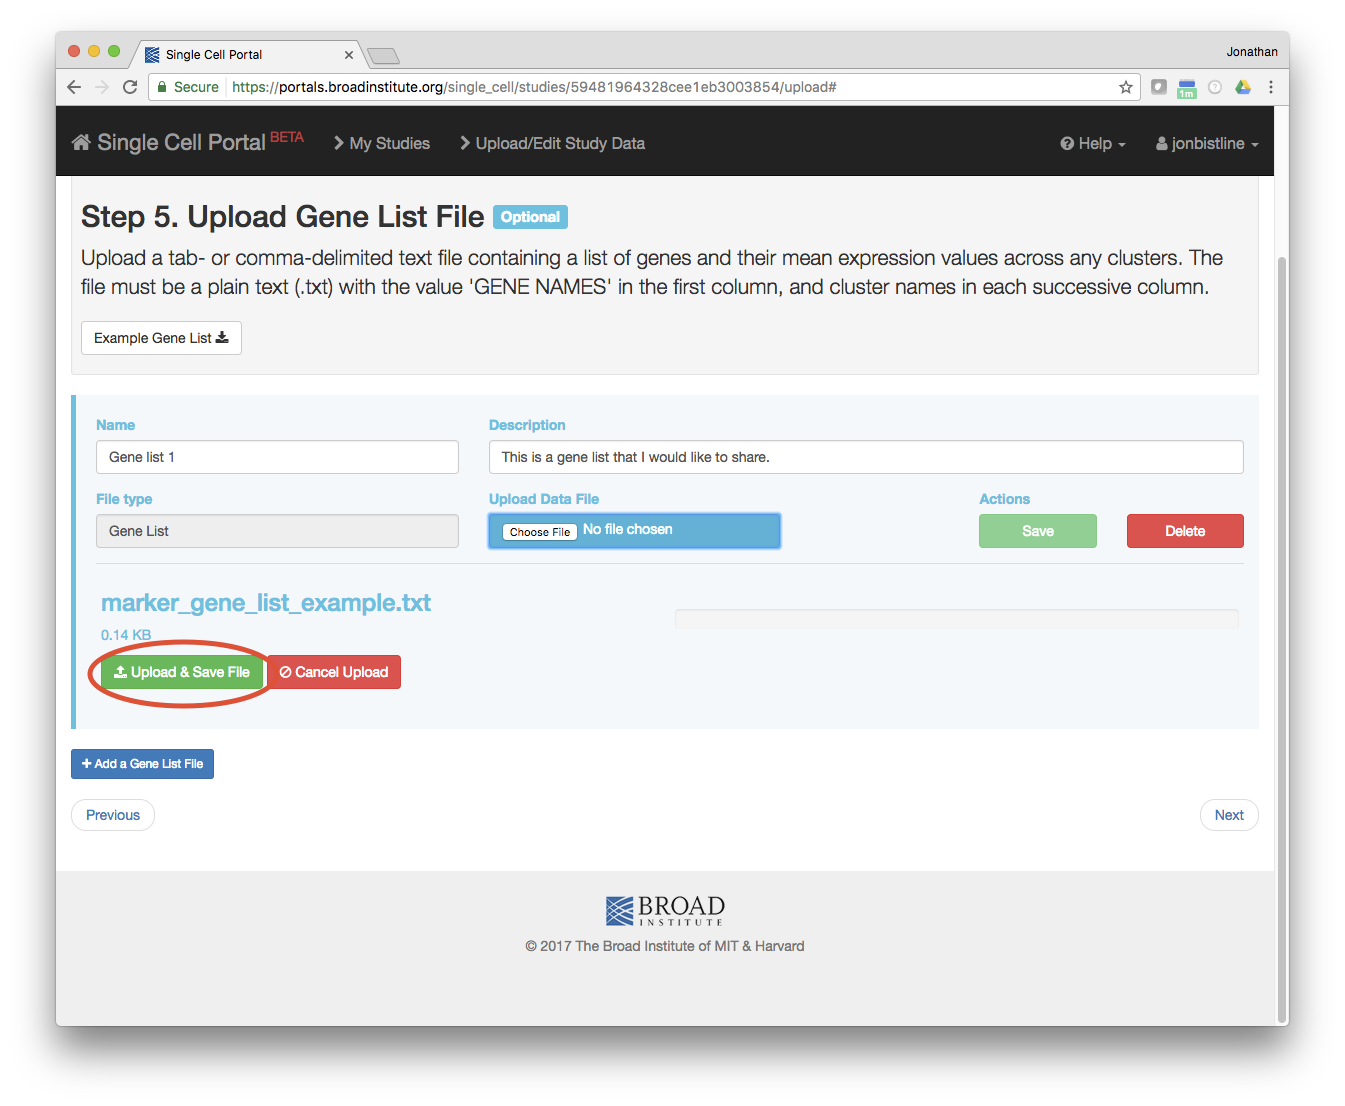 Single Cell Portal
Jonathan
Secure https://portals.broadinstitute.org/single_cell/studies/59481964328cee1eb3003854/upload#
1m
Single Cell Portal BETA My Studies Upload/Edit Study Data Help jonbistline
Step 5. Upload Gene List File Optional
Upload a tab- or comma-delimited text file containing a list of genes and their mean expression values across any clusters. The
file must be a plain text (.txt) with the value 'GENE NAMES' in the first column, and cluster names in each successive column.
Example Gene List
Name Description
Gene list 1 This is a gene list that I would like to share.
File type Upload Data File Actions
Gene List Choose File No file chosen Save Delete
marker_gene_list_example.txt
0.14 KB
Upload & Save File Cancel Upload
+ Add a Gene List File
Previous Next
BROAD
INSTITUTE
© 2017 The Broad Institute of MIT & Harvard